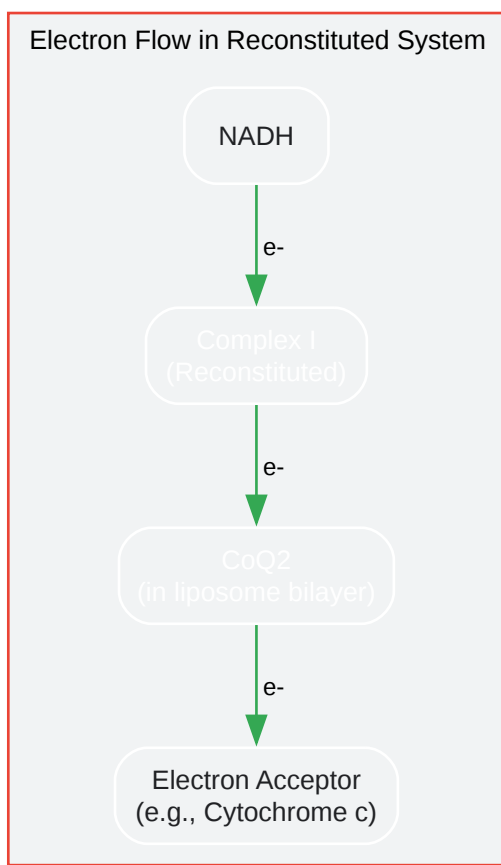 Electron Flow in Reconstituted System
NADH
e-
Complex I
(Reconstituted)
e-
CoQ2
(in liposome bilayer)
e-
Electron Acceptor
(e.g., Cytochrome c)